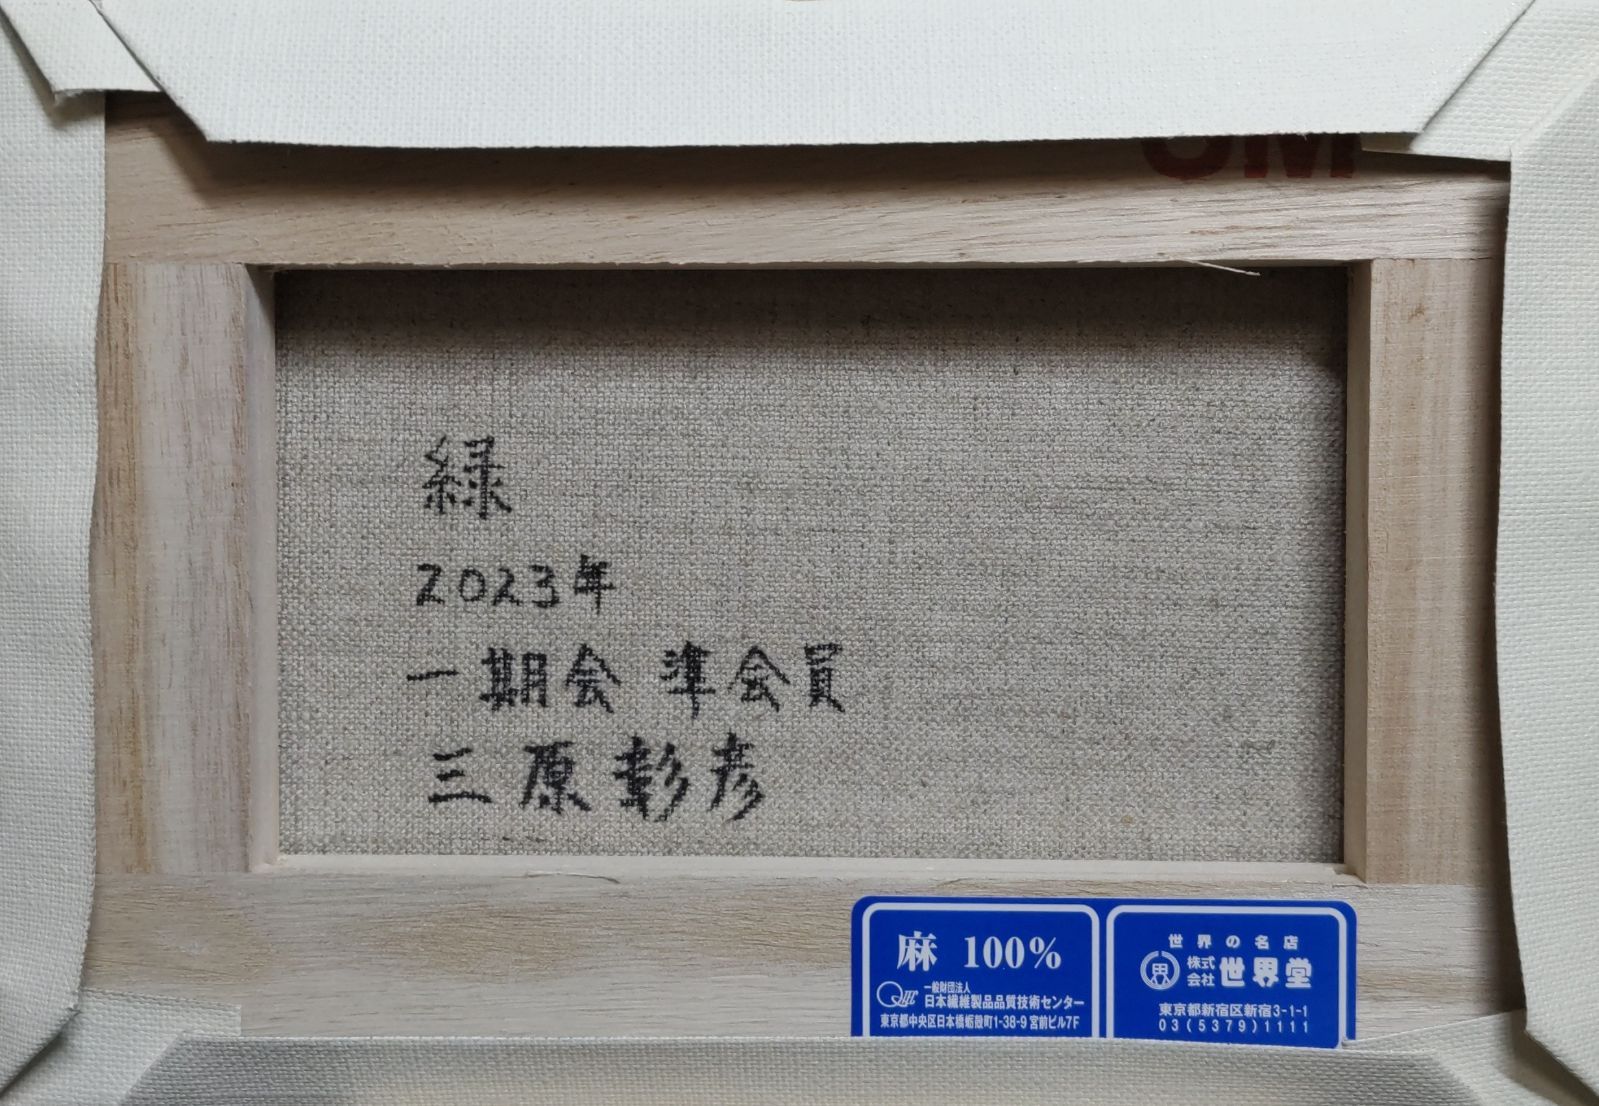 緑
2023年
一期会 準会員
三原彰彦
麻 100%
一般財団法人
日本繊維製品品質技術センター
東京都中央区日本橋蛎殻町1-38-9 宮前ビル7F
世界の名店
株式会社 世界堂
東京都新宿区新宿3-1-1
03(5379)1111